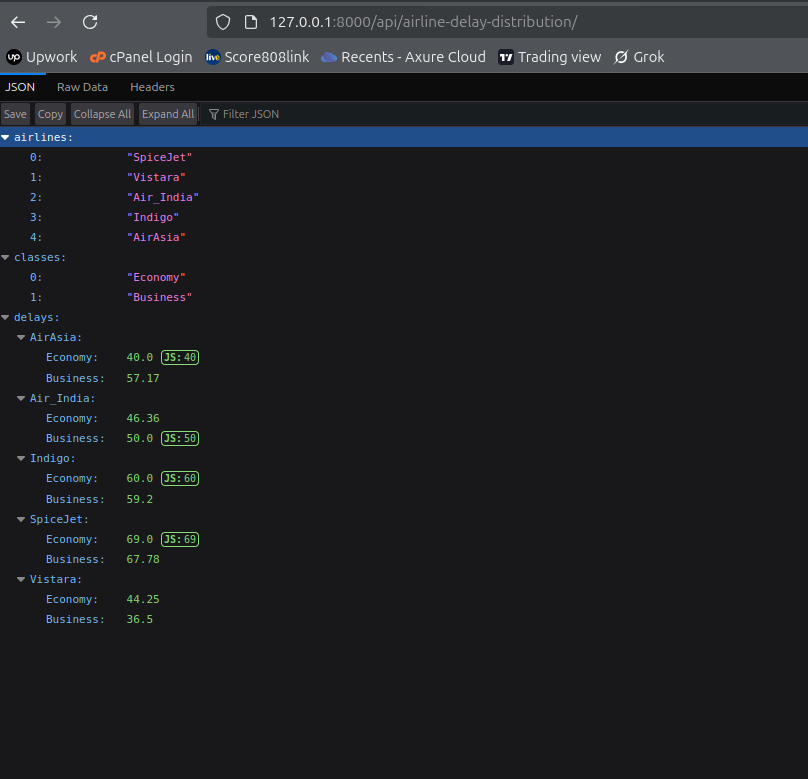 127.0.0.1:8000/api/airline-delay-distribution/
up Upwork cP cPanel Login live Score808link Recents - Axure Cloud TV Trading view Grok
JSON Raw Data Headers
Save Copy Collapse All Expand All Filter JSON
airlines:
0: "SpiceJet"
1: "Vistara"
2: "Air_India"
3: "Indigo"
4: "AirAsia"
classes:
0: "Economy"
1: "Business"
delays:
AirAsia:
Economy: 40.0 JS:40
Business: 57.17
Air_India:
Economy: 46.36
Business: 50.0 JS:50
Indigo:
Economy: 60.0 JS:60
Business: 59.2
SpiceJet:
Economy: 69.0 JS:69
Business: 67.78
Vistara:
Economy: 44.25
Business: 36.5